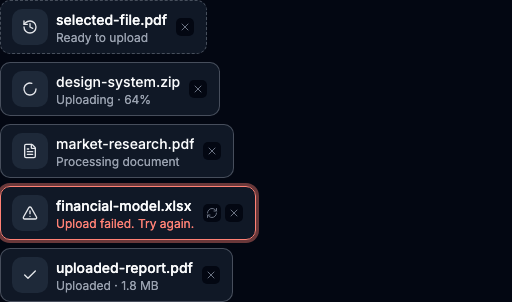 selected-file.pdf
Ready to upload
design-system.zip
Uploading · 64%
market-research.pdf
Processing document
financial-model.xlsx
Upload failed. Try again.
uploaded-report.pdf
Uploaded · 1.8 MB